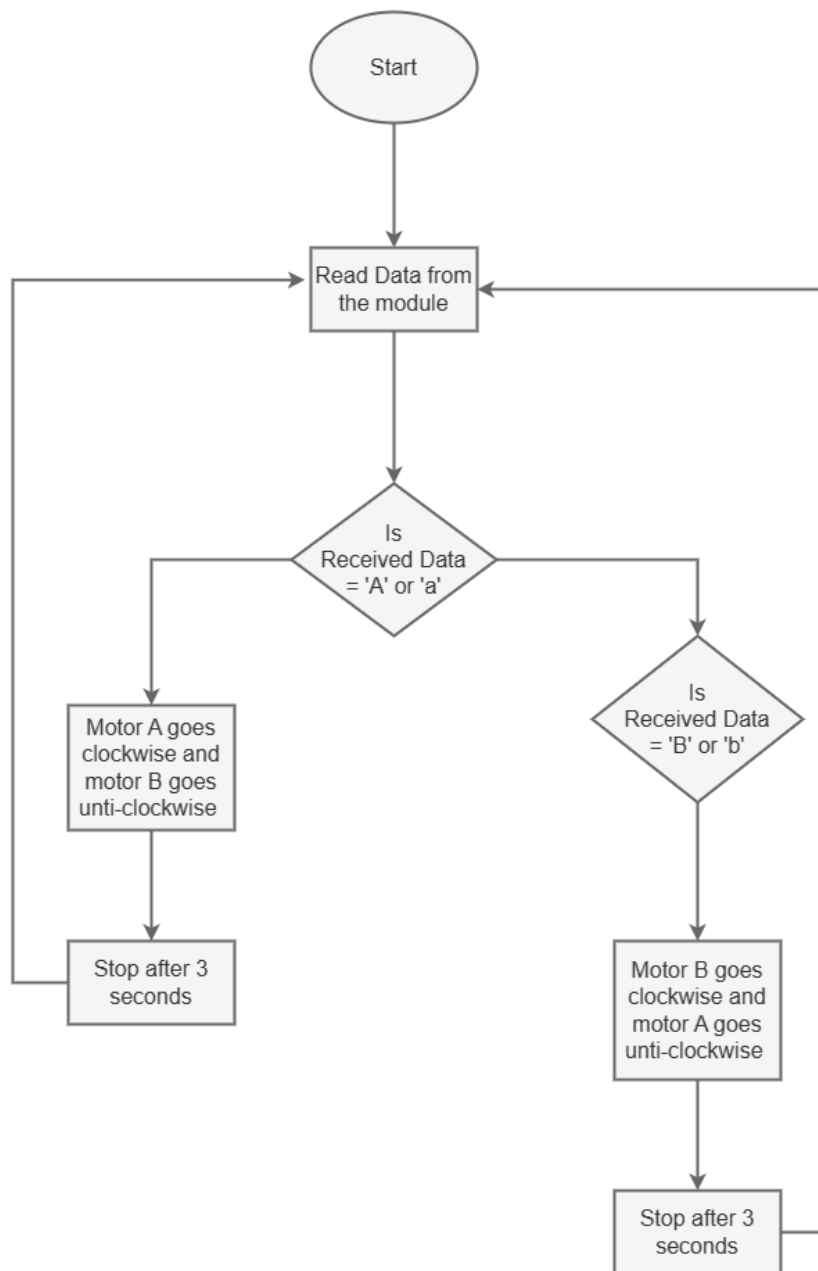 Start
Read Data from
the module
Is
Received Data
= 'A' or 'a'
Motor A goes
clockwise and
motor B goes
unti-clockwise
Stop after 3
seconds
Is
Received Data
= 'B' or 'b'
Motor B goes
clockwise and
motor A goes
unti-clockwise
Stop after 3
seconds